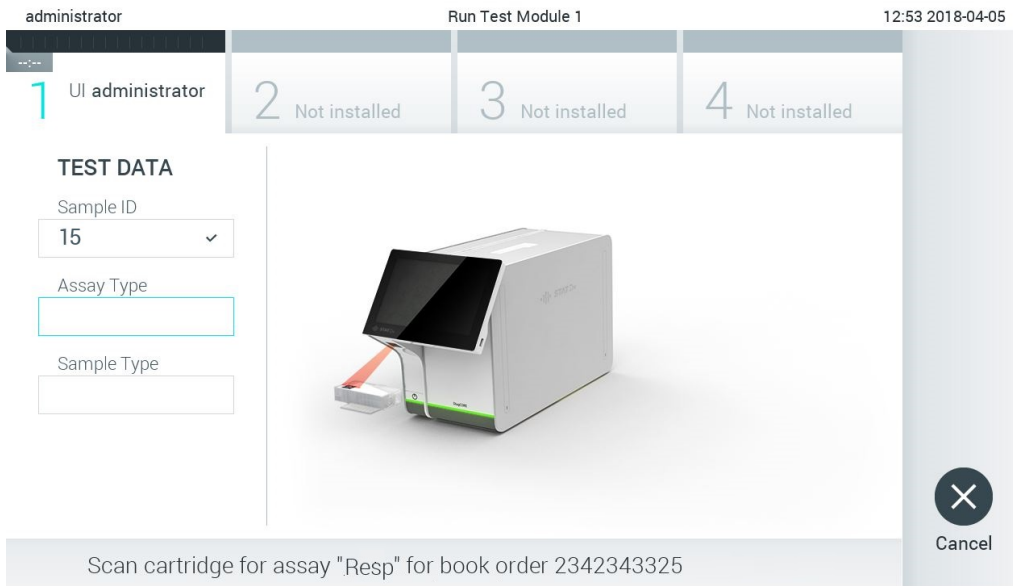 administrator
Run Test Module 1
12:53 2018-04-05
--:--
1 UI administrator
2 Not installed
3 Not installed
4 Not installed
TEST DATA
Sample ID
15
Assay Type
Sample Type
Cancel
Scan cartridge for assay "Resp" for book order 2342343325